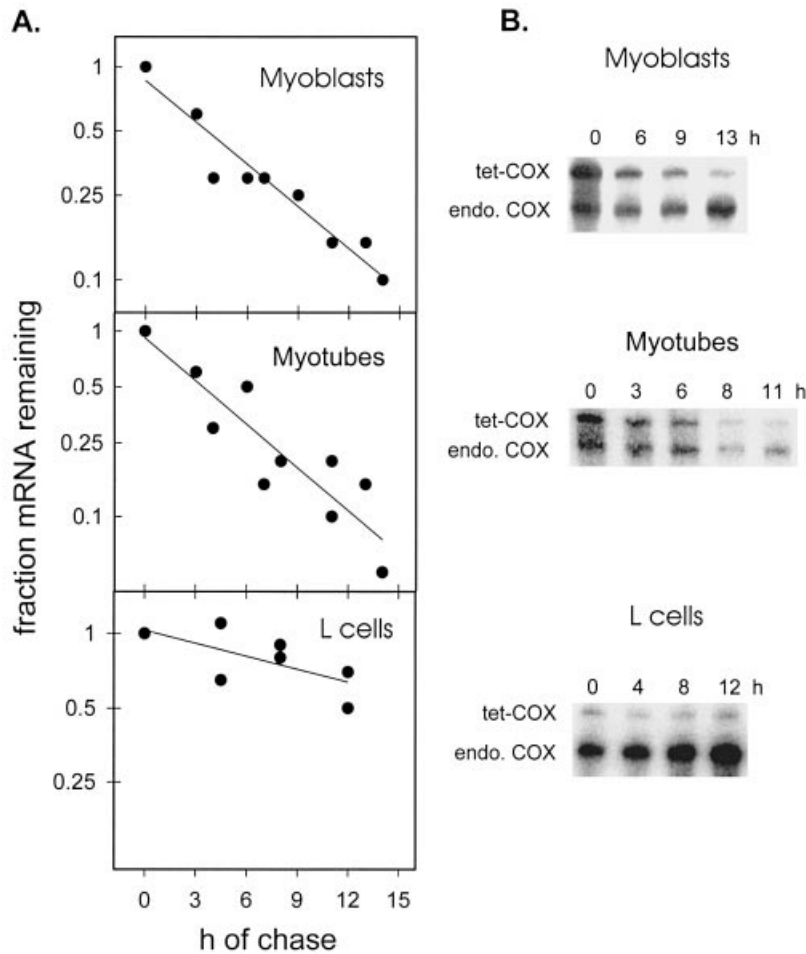 A.
fraction mRNA remaining
Myoblasts
1
0.5
0.25
0.1
Myotubes
1
0.5
0.25
0.1
L cells
1
0.5
0.25
0 3 6 9 12 15
h of chase
B.
Myoblasts
0 6 9 13 h
tet-COX
endo. COX
Myotubes
0 3 6 8 11 h
tet-COX
endo. COX
L cells
0 4 8 12 h
tet-COX
endo. COX